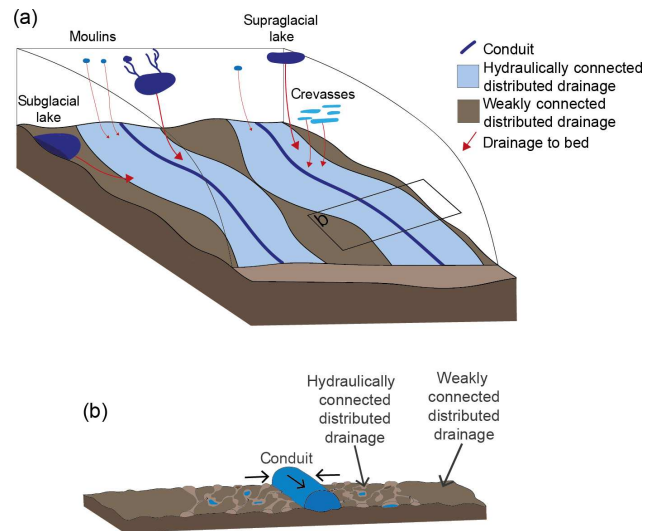 (a)
Moulins
Supraglacial
lake
Crevasses
Subglacial
lake
Conduit
Hydraulically connected
distributed drainage
Weakly connected
distributed drainage
Drainage to bed
b
(b)
Hydraulically
connected
distributed
drainage
Weakly
connected
distributed
drainage
Conduit